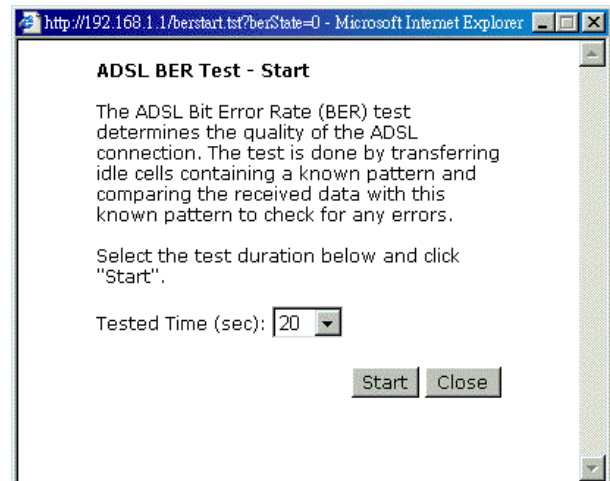 http://192.168.1.1/berstart.tst?berState=0 - Microsoft Internet Explorer
ADSL BER Test - Start
The ADSL Bit Error Rate (BER) test
determines the quality of the ADSL
connection. The test is done by transferring
idle cells containing a known pattern and
comparing the received data with this
known pattern to check for any errors.
Select the test duration below and click
"Start".
Tested Time (sec): 20
Start Close